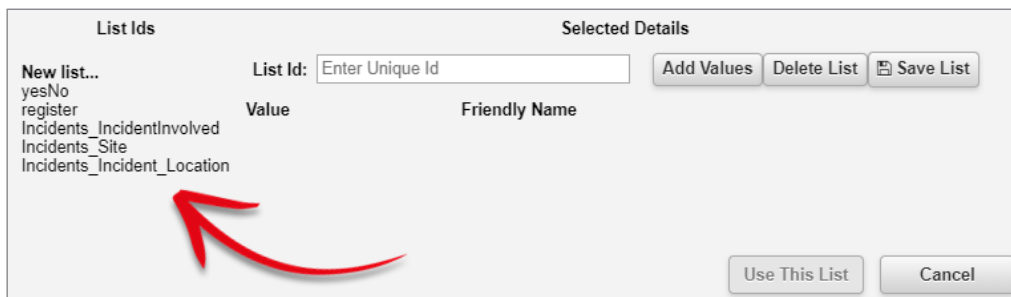 List Ids
Selected Details
New list...
List Id: Enter Unique Id Add Values Delete List Save List
yesNo
register
Value Friendly Name
Incidents_IncidentInvolved
Incidents_Site
Incidents_Incident_Location
Use This List Cancel